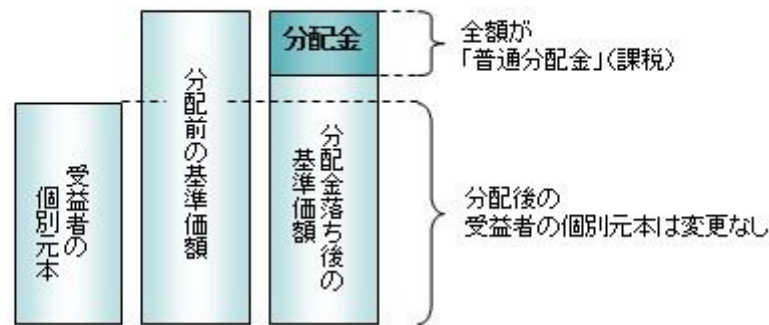 受益者の
個別元本
分配前の基準価額
分配金
分配金落ち後の
基準価額
全額が
「普通分配金」(課税)
分配後の
受益者の個別元本は変更なし